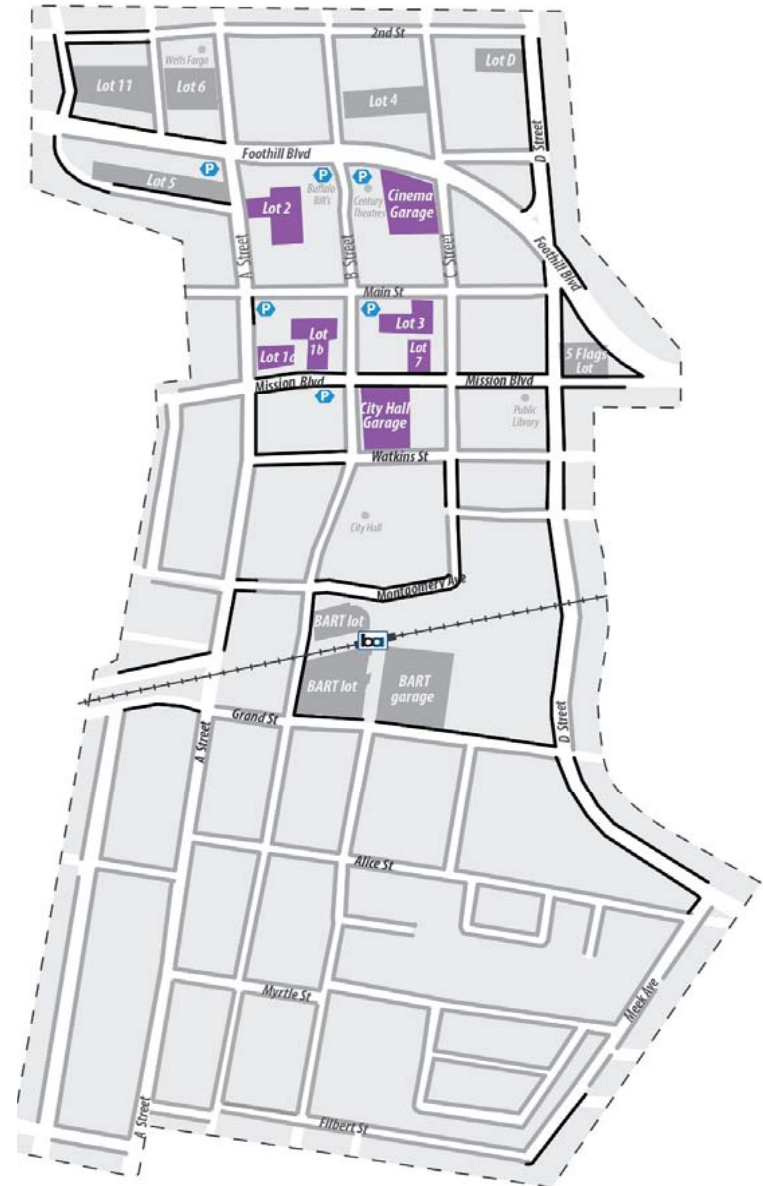 2nd St
Wells Fargo
Lot D
Lot 11
Lot 6
Lot 4
D Street
Foothill Blvd
P
P
P
Lot 5
Buffalo
Bill's
Century
Theatres
Cinema
Garage
Lot 2
A Street
B Street
C Street
Foothill Blvd
Main St
P
P
Lot 3
Lot
1b
Lot 1a
Lot
7
5 Flags
Lot
Mission Blvd
Mission Blvd
P
City Hall
Garage
Public
Library
Watkins St
City Hall
Montgomery Ave
BART lot
ba
BART lot
BART
garage
Grand St
A Street
D Street
Alice St
Myrtle St
Meek Ave
A Street
Filbert St